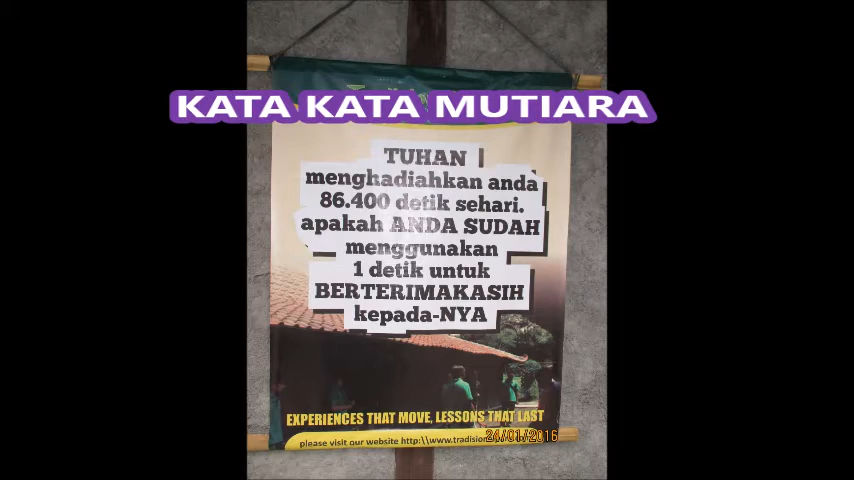 KATA KATA MUTIARA
TUHAN
menghadiahkan anda
86.400 detik sehari.
apakah ANDA SUDAH
menggunakan
1 detik untuk
BERTERIMAKASIH
kepada-NYA
EXPERIENCES THAT MOVE, LESSONS THAT LAST
please visit our website http:\\www.tradision
24/01/2016